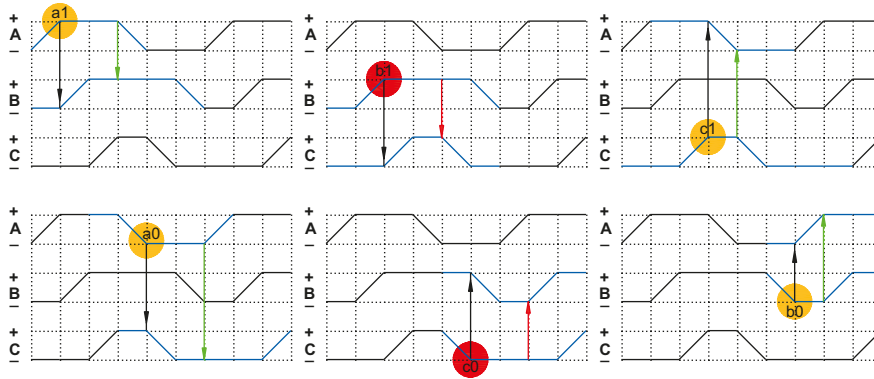 a1
+
A
–
+
B
–
+
C
–
+
A
–
b1
+
B
–
+
C
–
+
A
–
+
B
–
c1
+
C
–
+
A
–
a0
+
B
–
+
C
–
+
A
–
+
B
–
+
C
–
c0
+
A
–
+
B
–
b0
+
C
–